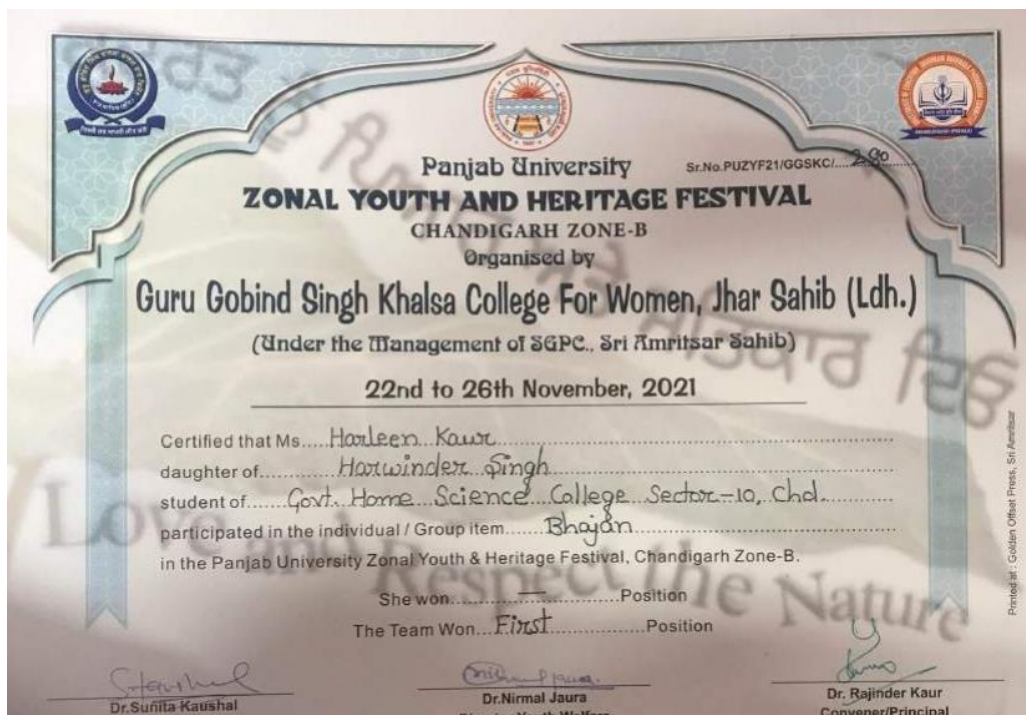 Panjab University
Sr.No.PUZYF21/GGSKC/....290....
ZONAL YOUTH AND HERITAGE FESTIVAL
CHANDIGARH ZONE-B
Organised by
Guru Gobind Singh Khalsa College For Women, Jhar Sahib (Ldh.)
(Under the Management of SGPC., Sri Amritsar Sahib)
22nd to 26th November, 2021
Certified that Ms.....Harleen Kaur
daughter of..........Harwinder Singh
student of.......Govt. Home Science College Sector-10, Chd.
participated in the individual / Group item......Bhajan
in the Panjab University Zonal Youth & Heritage Festival, Chandigarh Zone-B.
She won.......—.......Position
The Team Won...First.......Position
Love and Respect the Nature
ਪਿਆਰ ਅਤੇ ਸਤਿਕਾਰ ਦਿਓ
Printed at : Golden Offset Press, Sri Amritsar
Dr.Sunita Kaushal
Dr.Nirmal Jaura
Dr. Rajinder Kaur
Convener/Principal